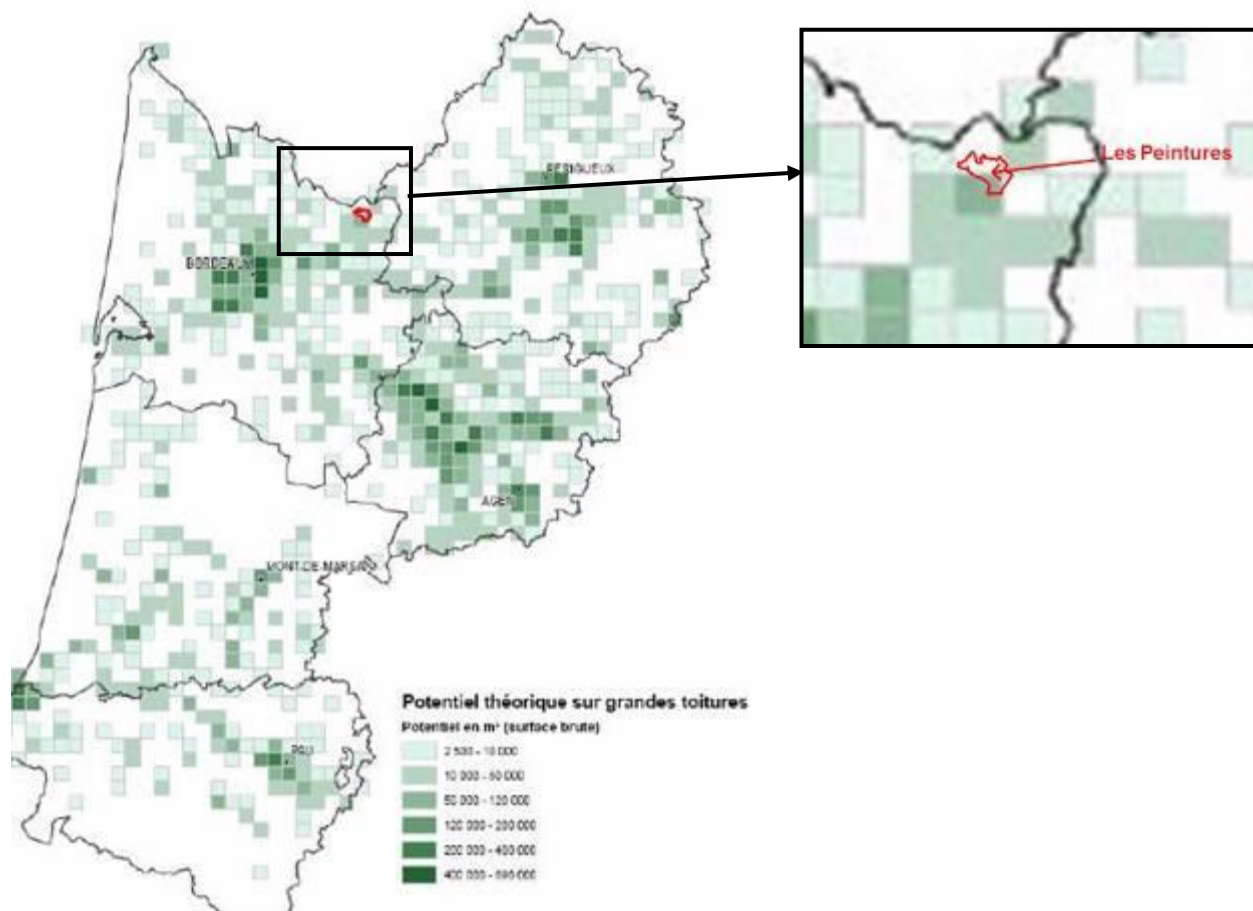 Les Peintures
PERIGUEUX
BORDEAUX
AGEN
MONT-DE-MARSAN
PAU
Potentiel théorique sur grandes toitures
Potentiel en m² (surface brute)
2 500 - 10 000
10 000 - 50 000
50 000 - 120 000
120 000 - 200 000
200 000 - 400 000